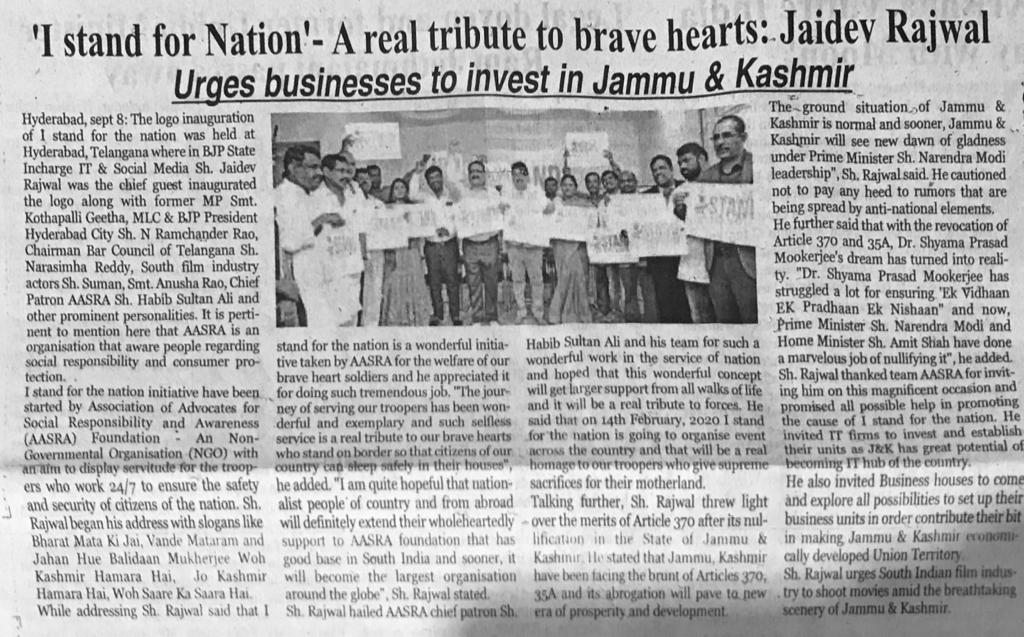 'I stand for Nation'- A real tribute to brave hearts: Jaidev Rajwal
Urges businesses to invest in Jammu & Kashmir
Hyderabad, sept 8: The logo inauguration
of I stand for the nation was held at
Hyderabad, Telangana where in BJP State
Incharge IT & Social Media Sh. Jaidev
Rajwal was the chief guest inaugurated
the logo along with former MP Smt.
Kothapalli Geetha, MLC & BJP President
Hyderabad City Sh. N Ramchander Rao,
Chairman Bar Council of Telangana Sh.
Narasimha Reddy, South film industry
actors Sh. Suman, Smt. Anusha Rao, Chief
Patron AASRA Sh. Habib Sultan Ali and
other prominent personalities. It is perti-
nent to mention here that AASRA is an
organisation that aware people regarding
social responsibility and consumer pro-
tection.
I stand for the nation initiative have been
started by Association of Advocates for
Social Responsibility and Awareness
(AASRA) Foundation - An Non-
Governmental Organisation (NGO) with
an aim to display servitude for the troop-
ers who work 24/7 to ensure the safety
and security of citizens of the nation. Sh.
Rajwal began his address with slogans like
Bharat Mata Ki Jai, Vande Mataram and
Jahan Hue Balidaan Mukherjee Woh
Kashmir Hamara Hai, Jo Kashmir
Hamara Hai, Woh Saare Ka Saara Hai.
While addressing Sh. Rajwal said that I
stand for the nation is a wonderful initia-
tive taken by AASRA for the welfare of our
brave heart soldiers and he appreciated it
for doing such tremendous job. "The jour-
ney of serving our troopers has been won-
derful and exemplary and such selfless
service is a real tribute to our brave hearts
who stand on border so that citizens of our
country can sleep safely in their houses",
he added. "I am quite hopeful that nation-
alist people of country and from abroad
will definitely extend their wholeheartedly
support to AASRA foundation that has
good base in South India and sooner, it
will become the largest organisation
around the globe", Sh. Rajwal stated.
Sh. Rajwal hailed AASRA chief patron Sh.
Habib Sultan Ali and his team for such a
wonderful work in the service of nation
and hoped that this wonderful concept
will get larger support from all walks of life
and it will be a real tribute to forces. He
said that on 14th February, 2020 I stand
for the nation is going to organise event
across the country and that will be a real
homage to our troopers who give supreme
sacrifices for their motherland.
Talking further, Sh. Rajwal threw light
over the merits of Article 370 after its nul-
lification in the State of Jammu &
Kashmir. He stated that Jammu, Kashmir
have been facing the brunt of Articles 370,
35A and its abrogation will pave to new
era of prosperity and development.
The ground situation of Jammu &
Kashmir is normal and sooner, Jammu &
Kashmir will see new dawn of gladness
under Prime Minister Sh. Narendra Modi
leadership", Sh. Rajwal said. He cautioned
not to pay any heed to rumors that are
being spread by anti-national elements.
He further said that with the revocation of
Article 370 and 35A, Dr. Shyama Prasad
Mookerjee's dream has turned into reali-
ty. "Dr. Shyama Prasad Mookerjee has
struggled a lot for ensuring 'Ek Vidhaan
EK Pradhaan Ek Nishaan" and now,
Prime Minister Sh. Narendra Modi and
Home Minister Sh. Amit Shah have done
a marvelous job of nullifying it", he added.
Sh. Rajwal thanked team AASRA for invit-
ing him on this magnificent occasion and
promised all possible help in promoting
the cause of I stand for the nation. He
invited IT firms to invest and establish
their units as J&K has great potential of
becoming IT hub of the country.
He also invited Business houses to come
and explore all possibilities to set up their
business units in order contribute their bit
in making Jammu & Kashmir economi-
cally developed Union Territory.
Sh. Rajwal urges South Indian film indus-
try to shoot movies amid the breathtaking
scenery of Jammu & Kashmir.